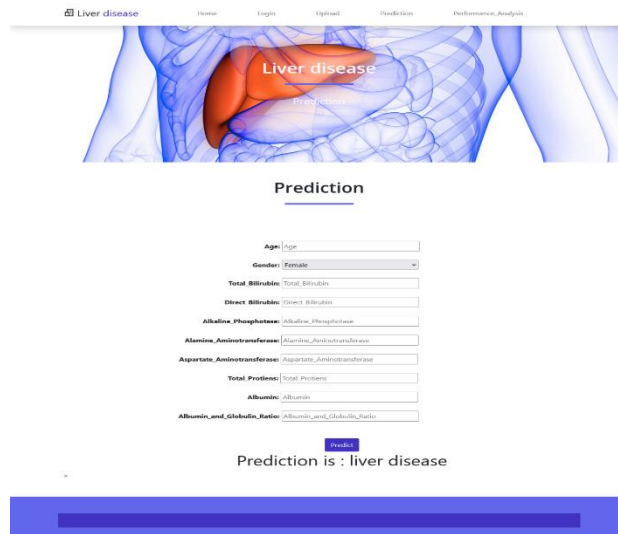 Liver disease Home Login Upload Prediction Performance_Analysis
Liver disease
Prediction
Prediction
Age: Age
Gender: Female
Total_Bilirubin: Total_Bilirubin
Direct_Bilirubin: Direct_Bilirubin
Alkaline_Phosphotase: Alkaline_Phosphotase
Alamine_Aminotransferase: Alamine_Aminotransferase
Aspartate_Aminotransferase: Aspartate_Aminotransferase
Total_Protiens: Total_Protiens
Albumin: Albumin
Albumin_and_Globulin_Ratio: Albumin_and_Globulin_Ratio
Predict
Prediction is : liver disease